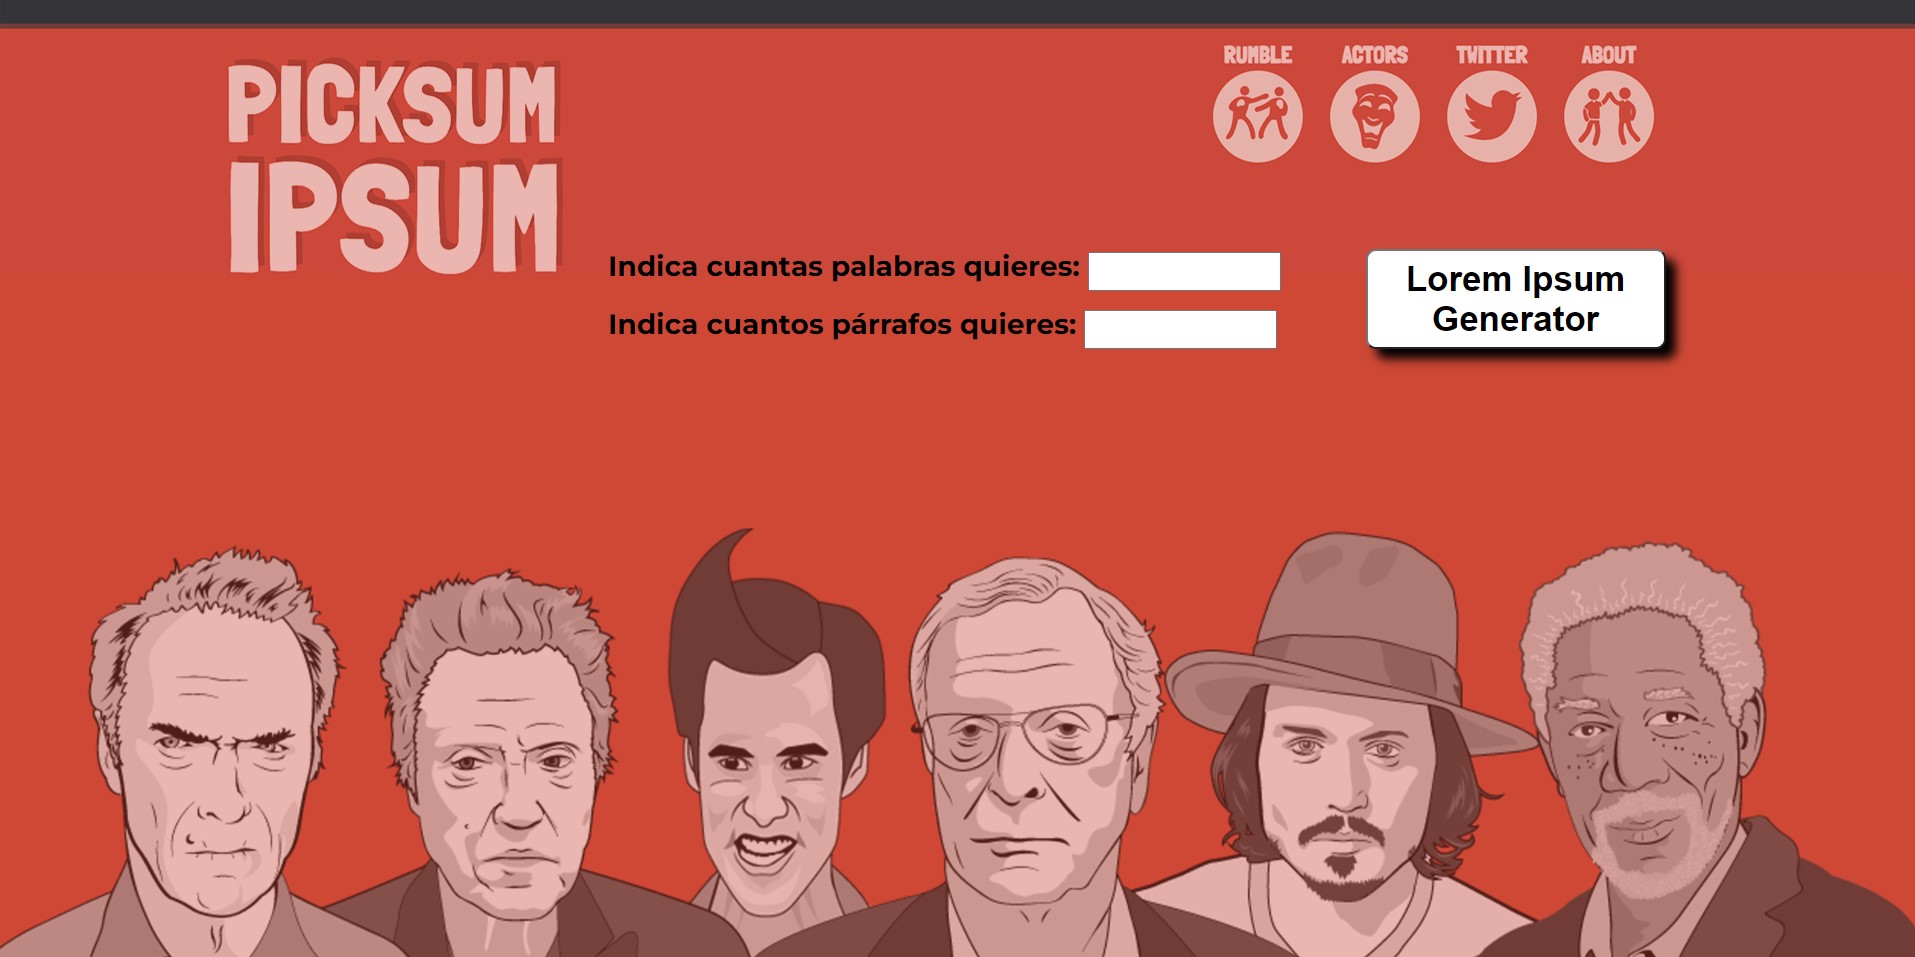 PICKSUM
IPSUM
RUMBLE
ACTORS
TWITTER
ABOUT
Indica cuantas palabras quieres:
Indica cuantos párrafos quieres:
Lorem Ipsum
Generator